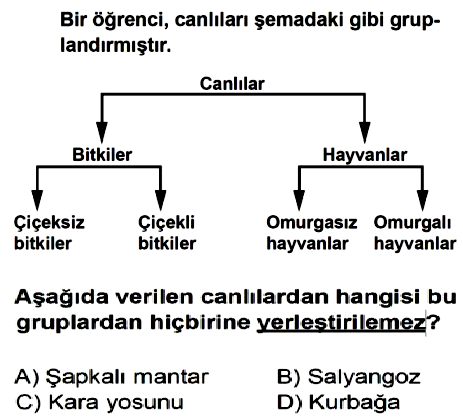 Bir öğrenci, canlıları şemadaki gibi grup-
landırmıştır.
Canlılar
Bitkiler Hayvanlar
Çiçeksiz Çiçekli Omurgasız Omurgalı
bitkiler bitkiler hayvanlar hayvanlar
Aşağıda verilen canlılardan hangisi bu
gruplardan hiçbirine yerleştirilemez?
A) Şapkalı mantar B) Salyangoz
C) Kara yosunu D) Kurbağa